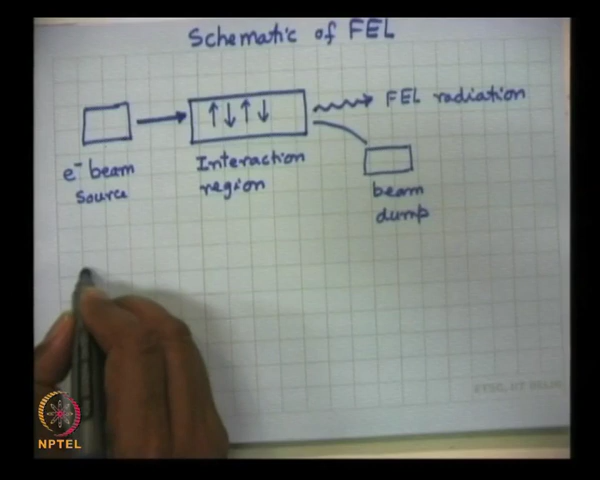 Schematic of FEL
FEL radiation
e⁻ beam
source
Interaction
region
beam
dump
NPTEL